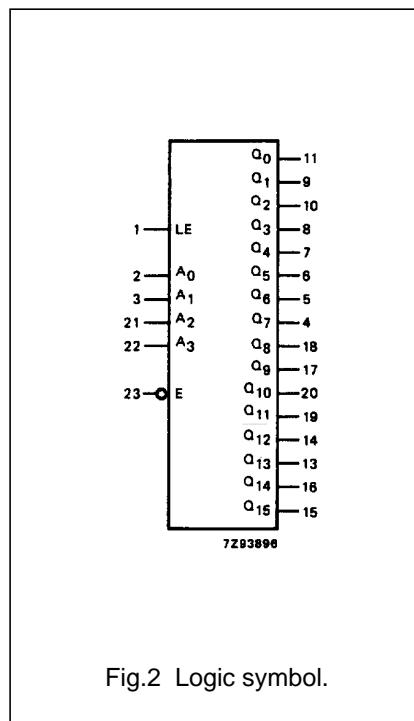 Q0 11
Q1 9
Q2 10
1 LE Q3 8
Q4 7
2 A0 Q5 6
3 A1 Q6 5
21 A2 Q7 4
22 A3 Q8 18
Q9 17
23 E Q10 20
Q11 19
Q12 14
Q13 13
Q14 16
Q15 15
7Z93896
Fig.2 Logic symbol.